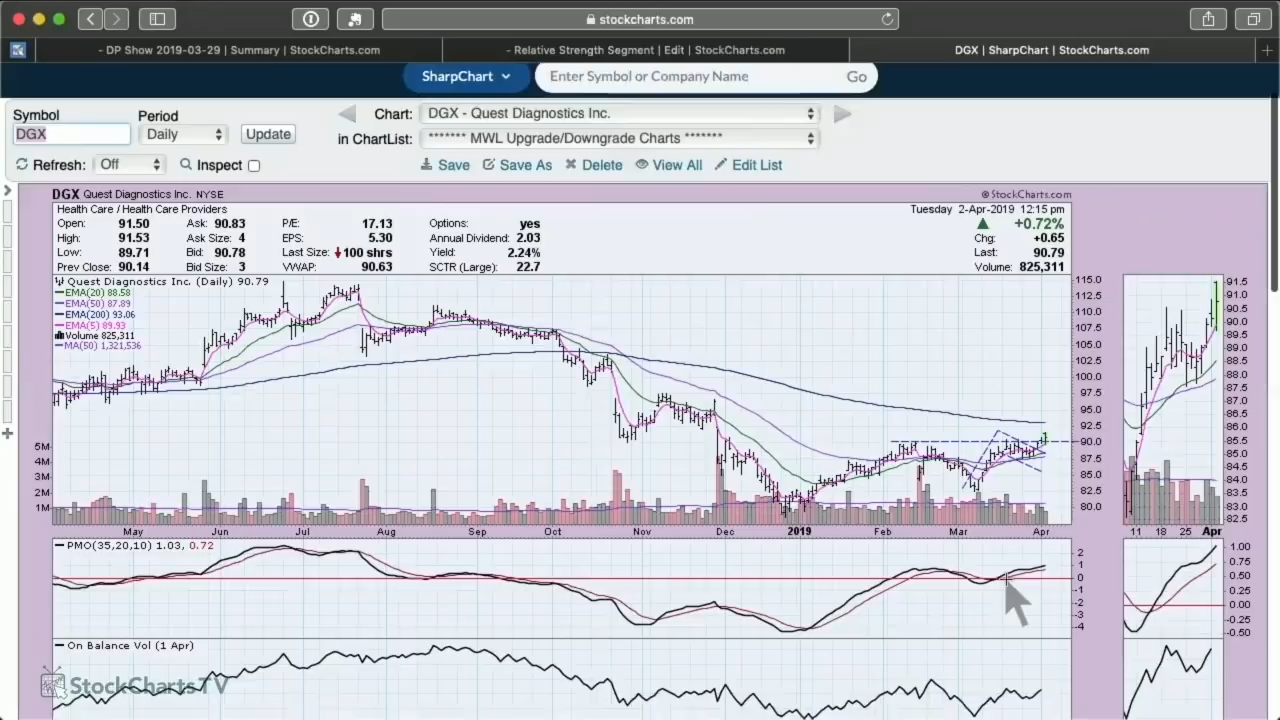 stockcharts.com
- DP Show 2019-03-29 | Summary | StockCharts.com
- Relative Strength Segment | Edit | StockCharts.com
DGX | SharpChart | StockCharts.com
SharpChart
Enter Symbol or Company Name
Go
Symbol
Period
DGX
Daily
Update
Chart: DGX - Quest Diagnostics Inc.
in ChartList: ******* MWL Upgrade/Downgrade Charts *******
Refresh: Off
Inspect
Save
Save As
Delete
View All
Edit List
DGX Quest Diagnostics Inc. NYSE
© StockCharts.com
Health Care / Health Care Providers
Tuesday 2-Apr-2019 12:15 pm
Open: 91.50 Ask: 90.83 P/E: 17.13 Options: yes
+0.72%
High: 91.53 Ask Size: 4 EPS: 5.30 Annual Dividend: 2.03
Chg: +0.65
Low: 89.71 Bid: 90.78 Last Size: 100 shrs Yield: 2.24%
Last: 90.79
Prev Close: 90.14 Bid Size: 3 VWAP: 90.63 SCTR (Large): 22.7
Volume: 825,311
Quest Diagnostics Inc. (Daily) 90.79
EMA(20) 88.58
EMA(50) 87.89
EMA(200) 93.06
EMA(5) 89.93
Volume 825,311
MA(50) 1,321,536
115.0
112.5
110.0
107.5
105.0
102.5
100.0
97.5
95.0
92.5
90.0
87.5
85.0
82.5
80.0
5M
4M
3M
2M
1M
91.5
91.0
90.5
90.0
89.5
89.0
88.5
88.0
87.5
87.0
86.5
86.0
85.5
85.0
84.5
84.0
83.5
83.0
82.5
May Jun Jul Aug Sep Oct Nov Dec 2019 Feb Mar Apr
11 18 25 Apr
PMO(35,20,10) 1.03, 0.72
2
1
0
-1
-2
-3
-4
1.00
0.75
0.50
0.25
0.00
-0.25
-0.50
On Balance Vol (1 Apr)
StockChartsTV